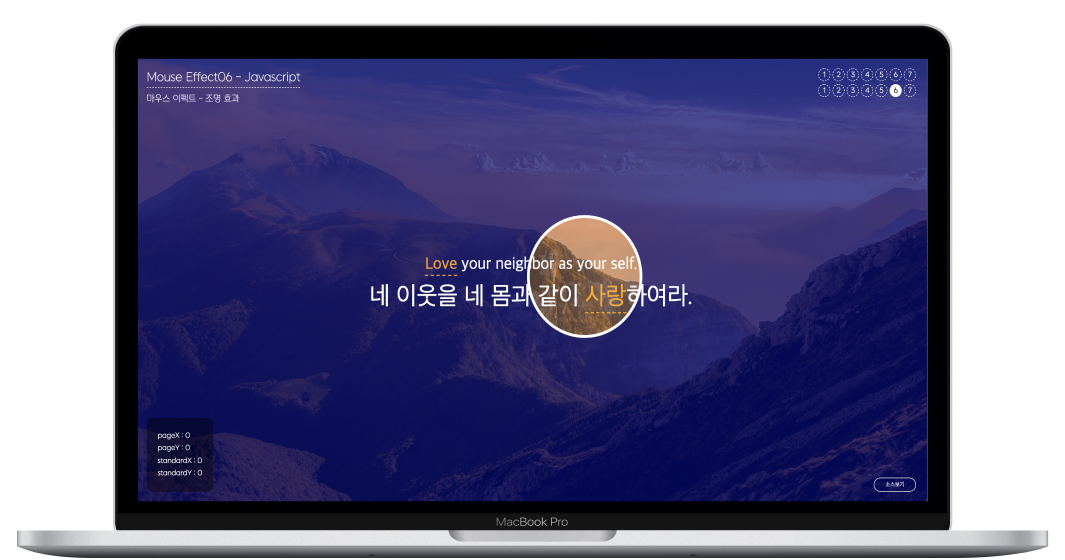 Mouse Effect06 - Javascript
마우스 이펙트 - 조명 효과
1 2 3 4 5 6 7
1 2 3 4 5 6 7
Love your neighbor as your self.
네 이웃을 네 몸과 같이 사랑하여라.
pageX : 0
pageY : 0
standardX : 0
standardY : 0
소스보기
MacBook Pro